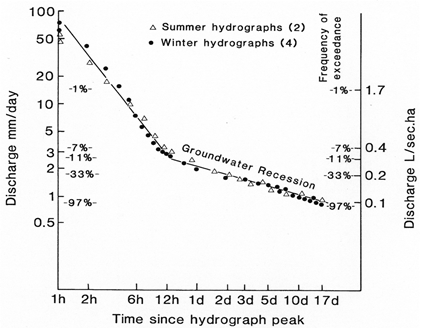 △ Summer hydrographs (2)
• Winter hydrographs (4)
Frequency of
exceedance
Discharge mm/day
100
50
20
10
5
3
2
1
0.5
-1%-
-7%-
-11%-
-33%-
-97%-
Groundwater Recession
-1%-
-7%-
-11%-
-33%-
-97%-
1.7
0.4
0.2
0.1
Discharge L/sec.ha
1h 2h 6h 12h 1d 2d 3d 5d 10d 17d
Time since hydrograph peak